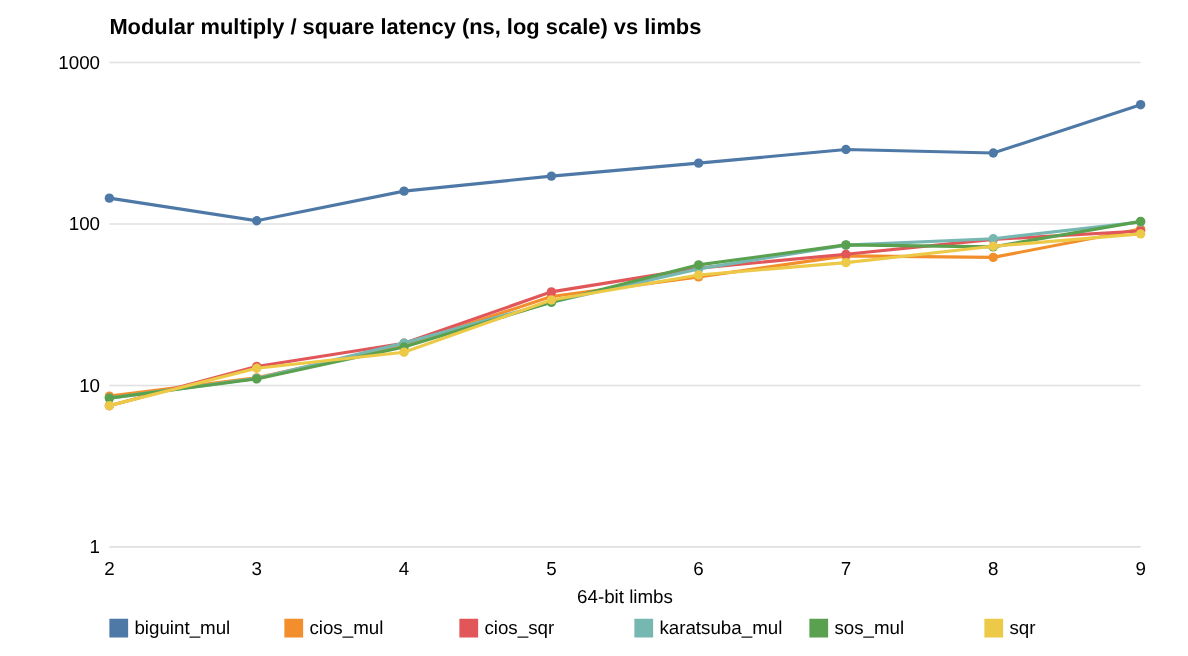 Modular multiply / square latency (ns, log scale) vs limbs
1000
100
10
1
2 3 4 5 6 7 8 9
64-bit limbs
biguint_mul cios_mul cios_sqr karatsuba_mul sos_mul sqr